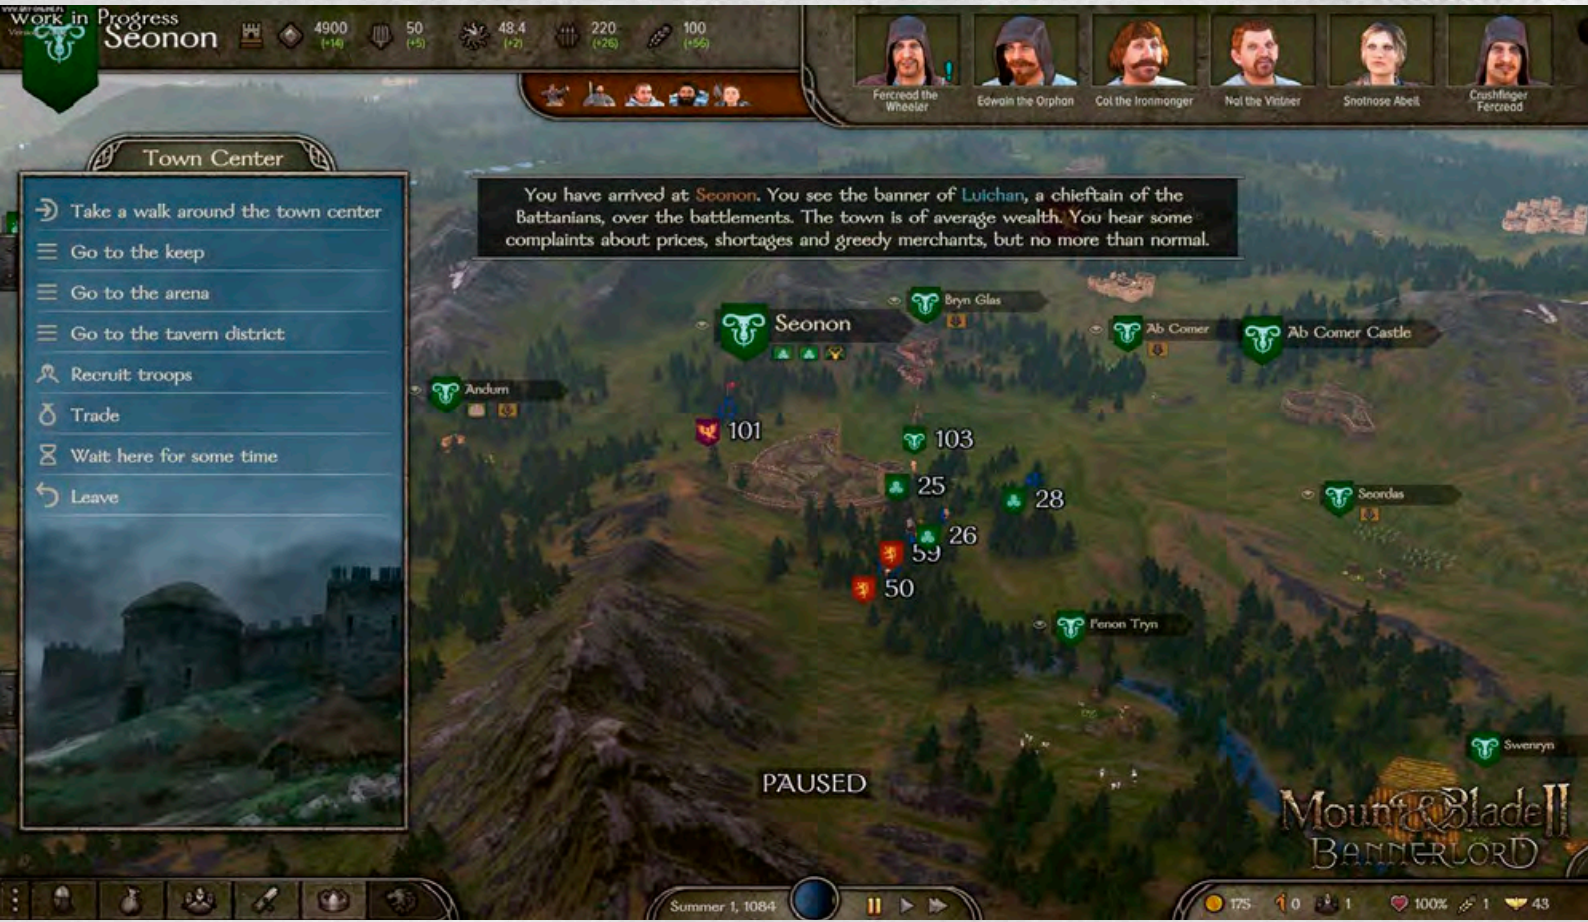 www.GRY-OnLine.PL
Work in Progress
Seonon
4900
(+14)
50
(+5)
48.4
(+2)
220
(+26)
100
(+56)
Fercread the
Wheeler
Edwain the Orphan
Col the Ironmonger
Nal the Vintner
Snotnose Abeil
Crushfinger
Fercread
Town Center
Take a walk around the town center
Go to the keep
Go to the arena
Go to the tavern district
Recruit troops
Trade
Wait here for some time
Leave
You have arrived at Seonon. You see the banner of Luichan, a chieftain of the
Battanians, over the battlements. The town is of average wealth. You hear some
complaints about prices, shortages and greedy merchants, but no more than normal.
Bryn Glas
Seonon
Ab Comer
Ab Comer Castle
Andurn
101
103
25
28
Seordas
26
59
50
Penon Tryn
Swenryn
PAUSED
Mount & Blade II
BANNERLORD
Summer 1, 1084
175
0
1
100%
1
43